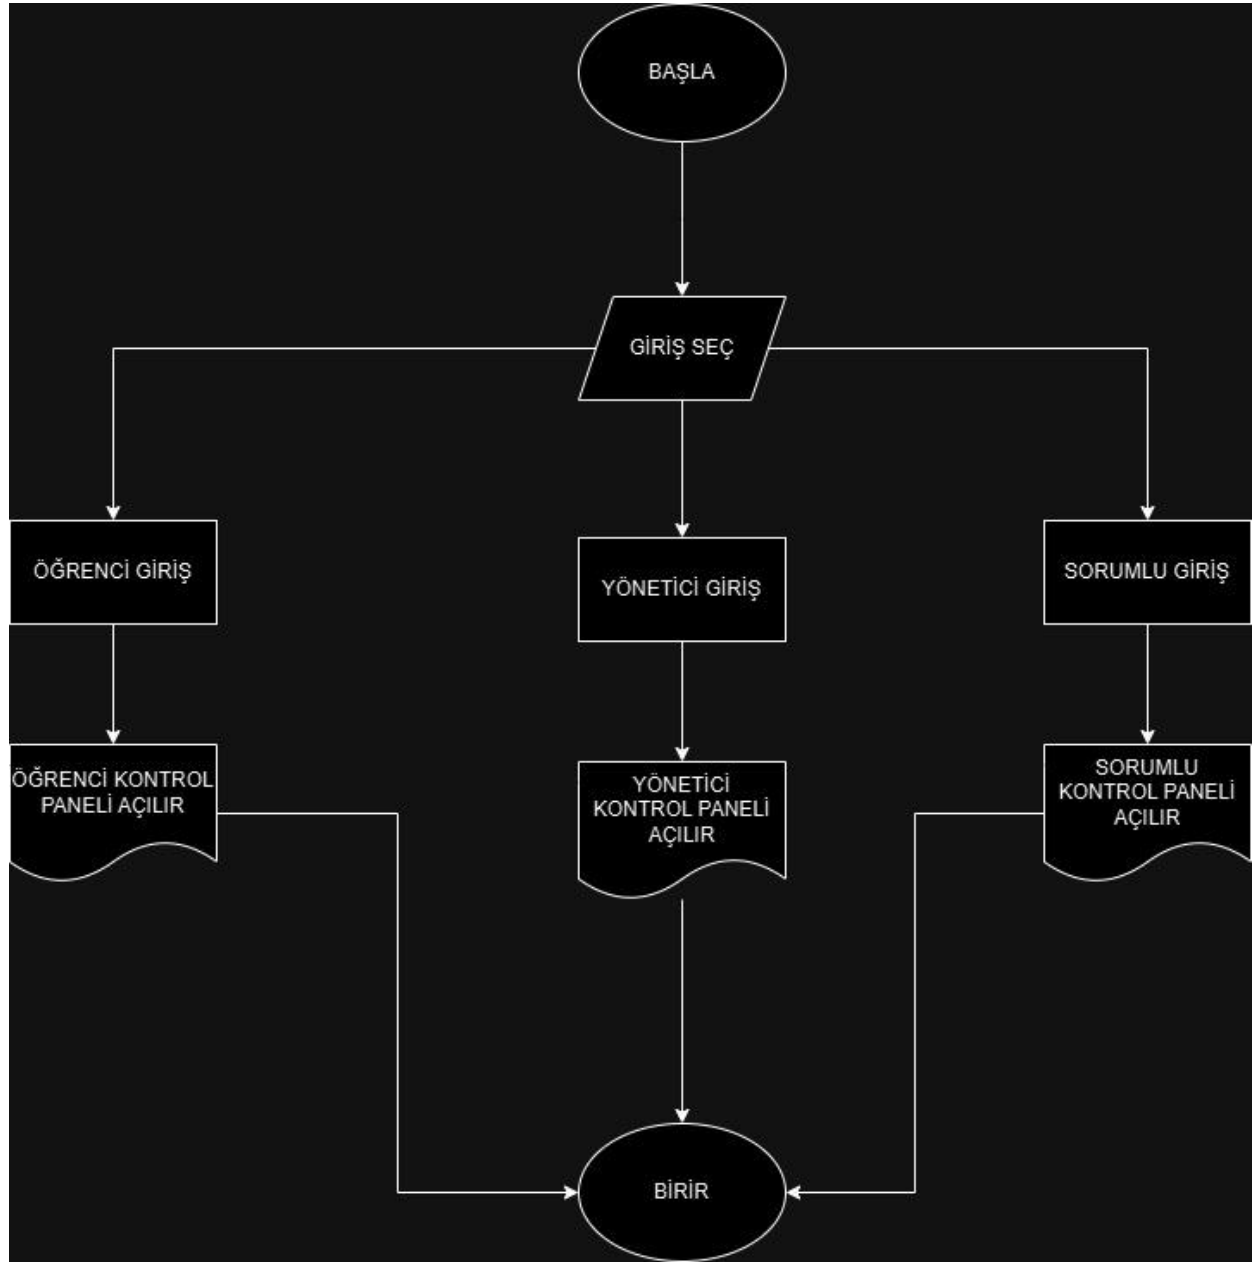 BAŞLA
GİRİŞ SEÇ
ÖĞRENCİ GİRİŞ
YÖNETİCİ GİRİŞ
SORUMLU GİRİŞ
ÖĞRENCİ KONTROL
PANELİ AÇILIR
YÖNETİCİ
KONTROL PANELİ
AÇILIR
SORUMLU
KONTROL PANELİ
AÇILIR
BİRİR